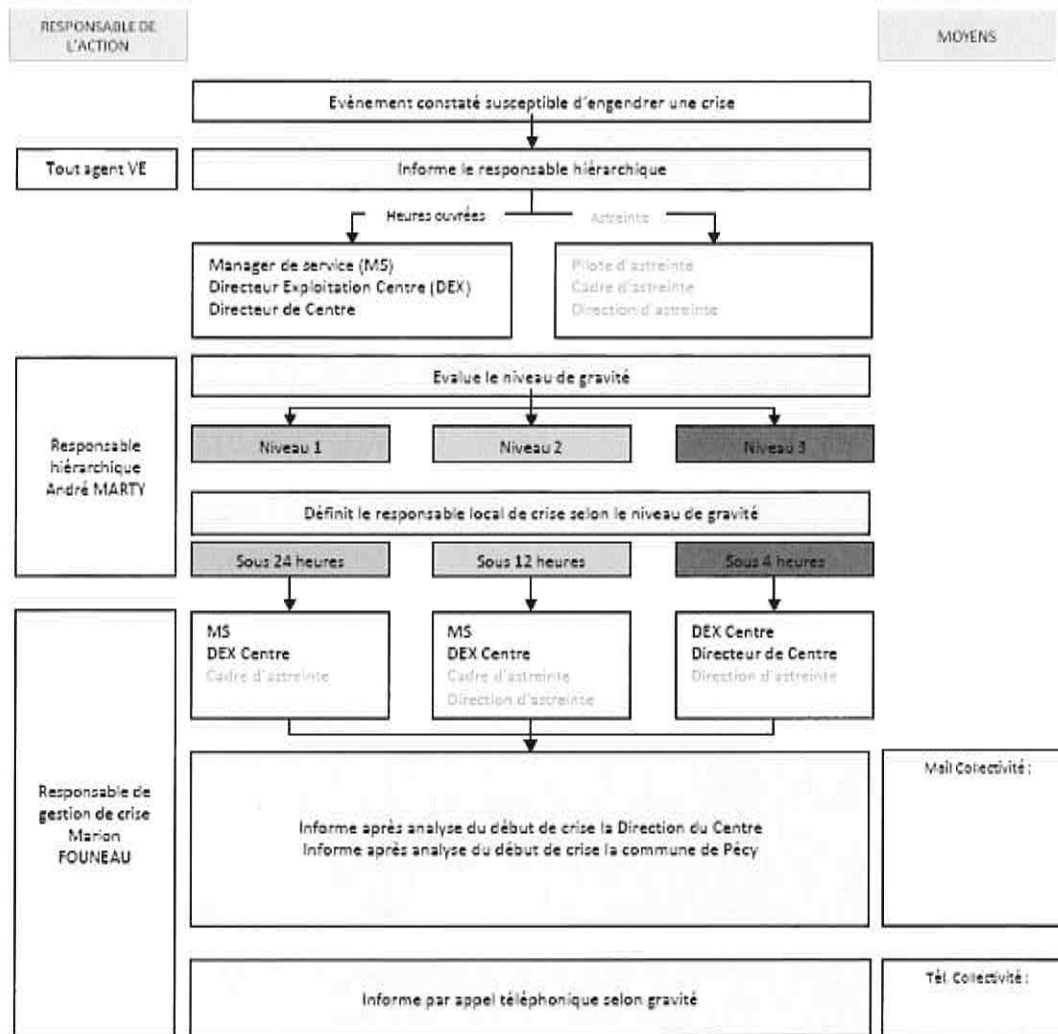 RESPONSABLE DE
L'ACTION
MOYENS
Evènement constaté susceptible d'engendrer une crise
Tout agent VE
Informe le responsable hiérarchique
Heures ouvrées
Astreinte
Manager de service (MS)
Directeur Exploitation Centre (DEX)
Directeur de Centre
Pilote d'astreinte
Cadre d'astreinte
Direction d'astreinte
Responsable
hiérarchique
André MARTY
Evalue le niveau de gravité
Niveau 1
Niveau 2
Niveau 3
Définit le responsable local de crise selon le niveau de gravité
Sous 24 heures
Sous 12 heures
Sous 4 heures
Responsable de
gestion de crise
Marion
FOUNEAU
MS
DEX Centre
Cadre d'astreinte
MS
DEX Centre
Cadre d'astreinte
Direction d'astreinte
DEX Centre
Directeur de Centre
Direction d'astreinte
Informe après analyse du début de crise la Direction du Centre
Informe après analyse du début de crise la commune de Pécy
Mail Collectivité :
Informe par appel téléphonique selon gravité
Tél. Collectivité :